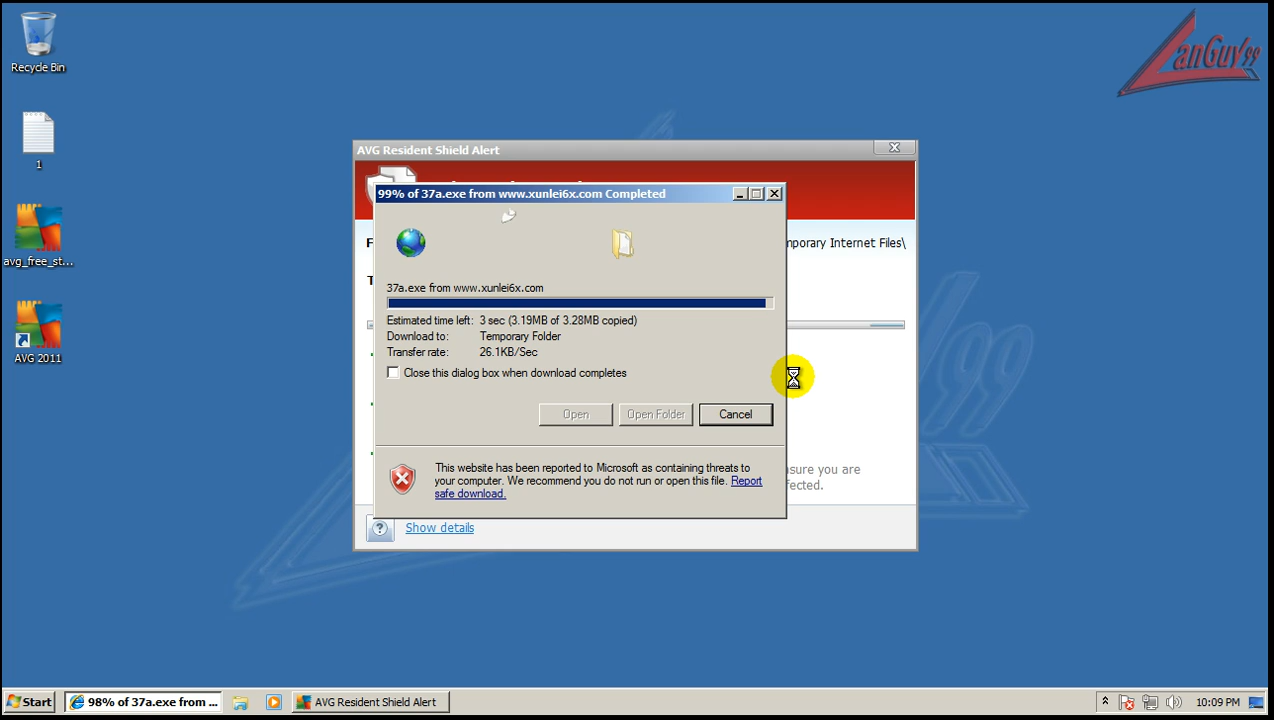 Recycle Bin
LanGuy99
1
avg_free_st...
AVG 2011
AVG Resident Shield Alert
99% of 37a.exe from www.xunlei6x.com Completed
mporary Internet Files\
37a.exe from www.xunlei6x.com
Estimated time left: 3 sec (3.19MB of 3.28MB copied)
Download to: Temporary Folder
Transfer rate: 26.1KB/Sec
Close this dialog box when download completes
Open
Open Folder
Cancel
This website has been reported to Microsoft as containing threats to
your computer. We recommend you do not run or open this file. Report
safe download.
sure you are
fected.
? Show details
Start
98% of 37a.exe from ...
AVG Resident Shield Alert
10:09 PM